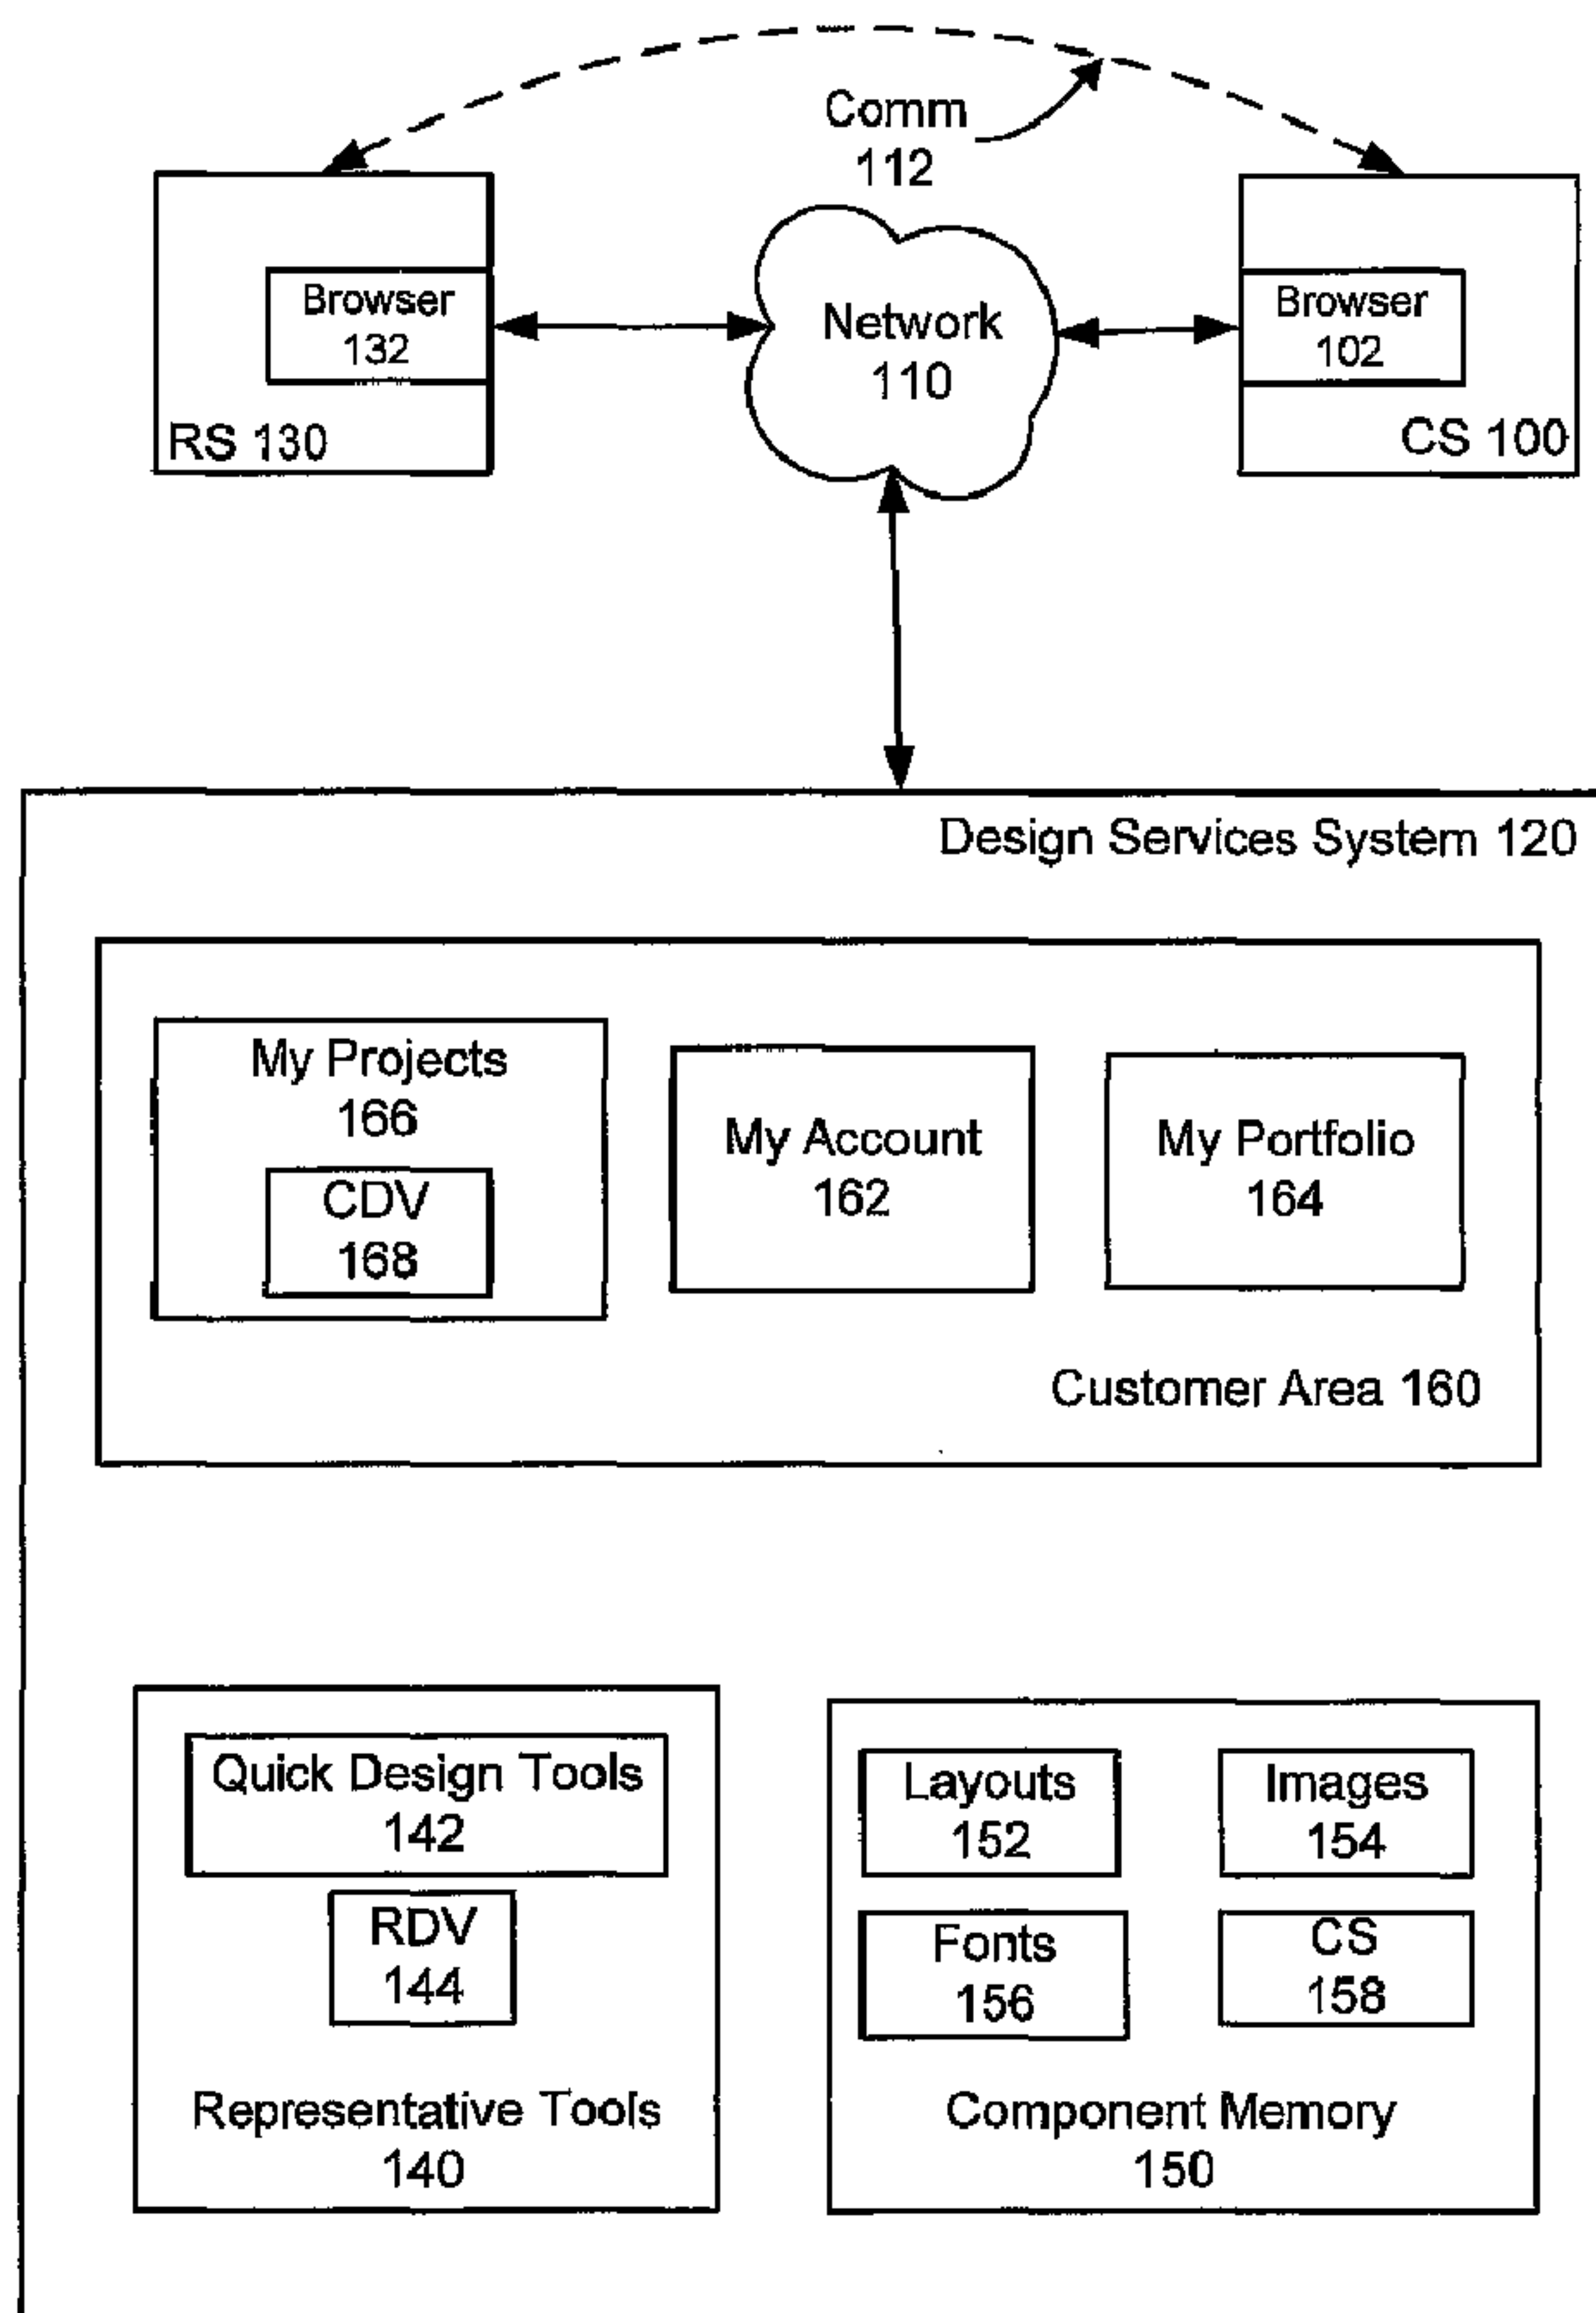 Comm
112
Browser
132
RS 130
Network
110
Browser
102
CS 100
Design Services System 120
My Projects
166
CDV
168
My Account
162
My Portfolio
164
Customer Area 160
Quick Design Tools
142
RDV
144
Representative Tools
140
Layouts
152
Images
154
Fonts
156
CS
158
Component Memory
150